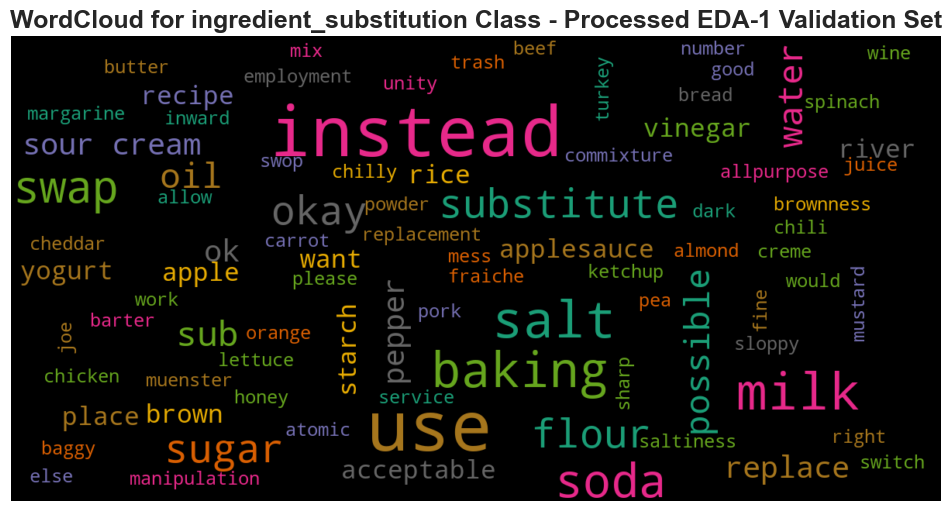 WordCloud for ingredient_substitution Class - Processed EDA-1 Validation Set
mix
beef
number
wine
butter
trash
good
employment
unity
turkey
water
recipe
bread
spinach
margarine
inward
instead
vinegar
sour cream
swop
commixture
river
chilly
rice
allpurpose
juice
swap
oil
allow
okay
powder
substitute
dark
brownness
chili
cheddar
ok
carrot
replacement
applesauce
almond
creme
yogurt
apple
want
mess
please
fraiche
ketchup
would
work
pea
possible
fine
mustard
barter
joe
sub
orange
starch
pepper
pork
salt
sloppy
lettuce
chicken
muenster
baking
sharp
milk
honey
service
place
brown
use
atomic
flour
saltiness
right
baggy
sugar
acceptable
replace
switch
else
manipulation
soda